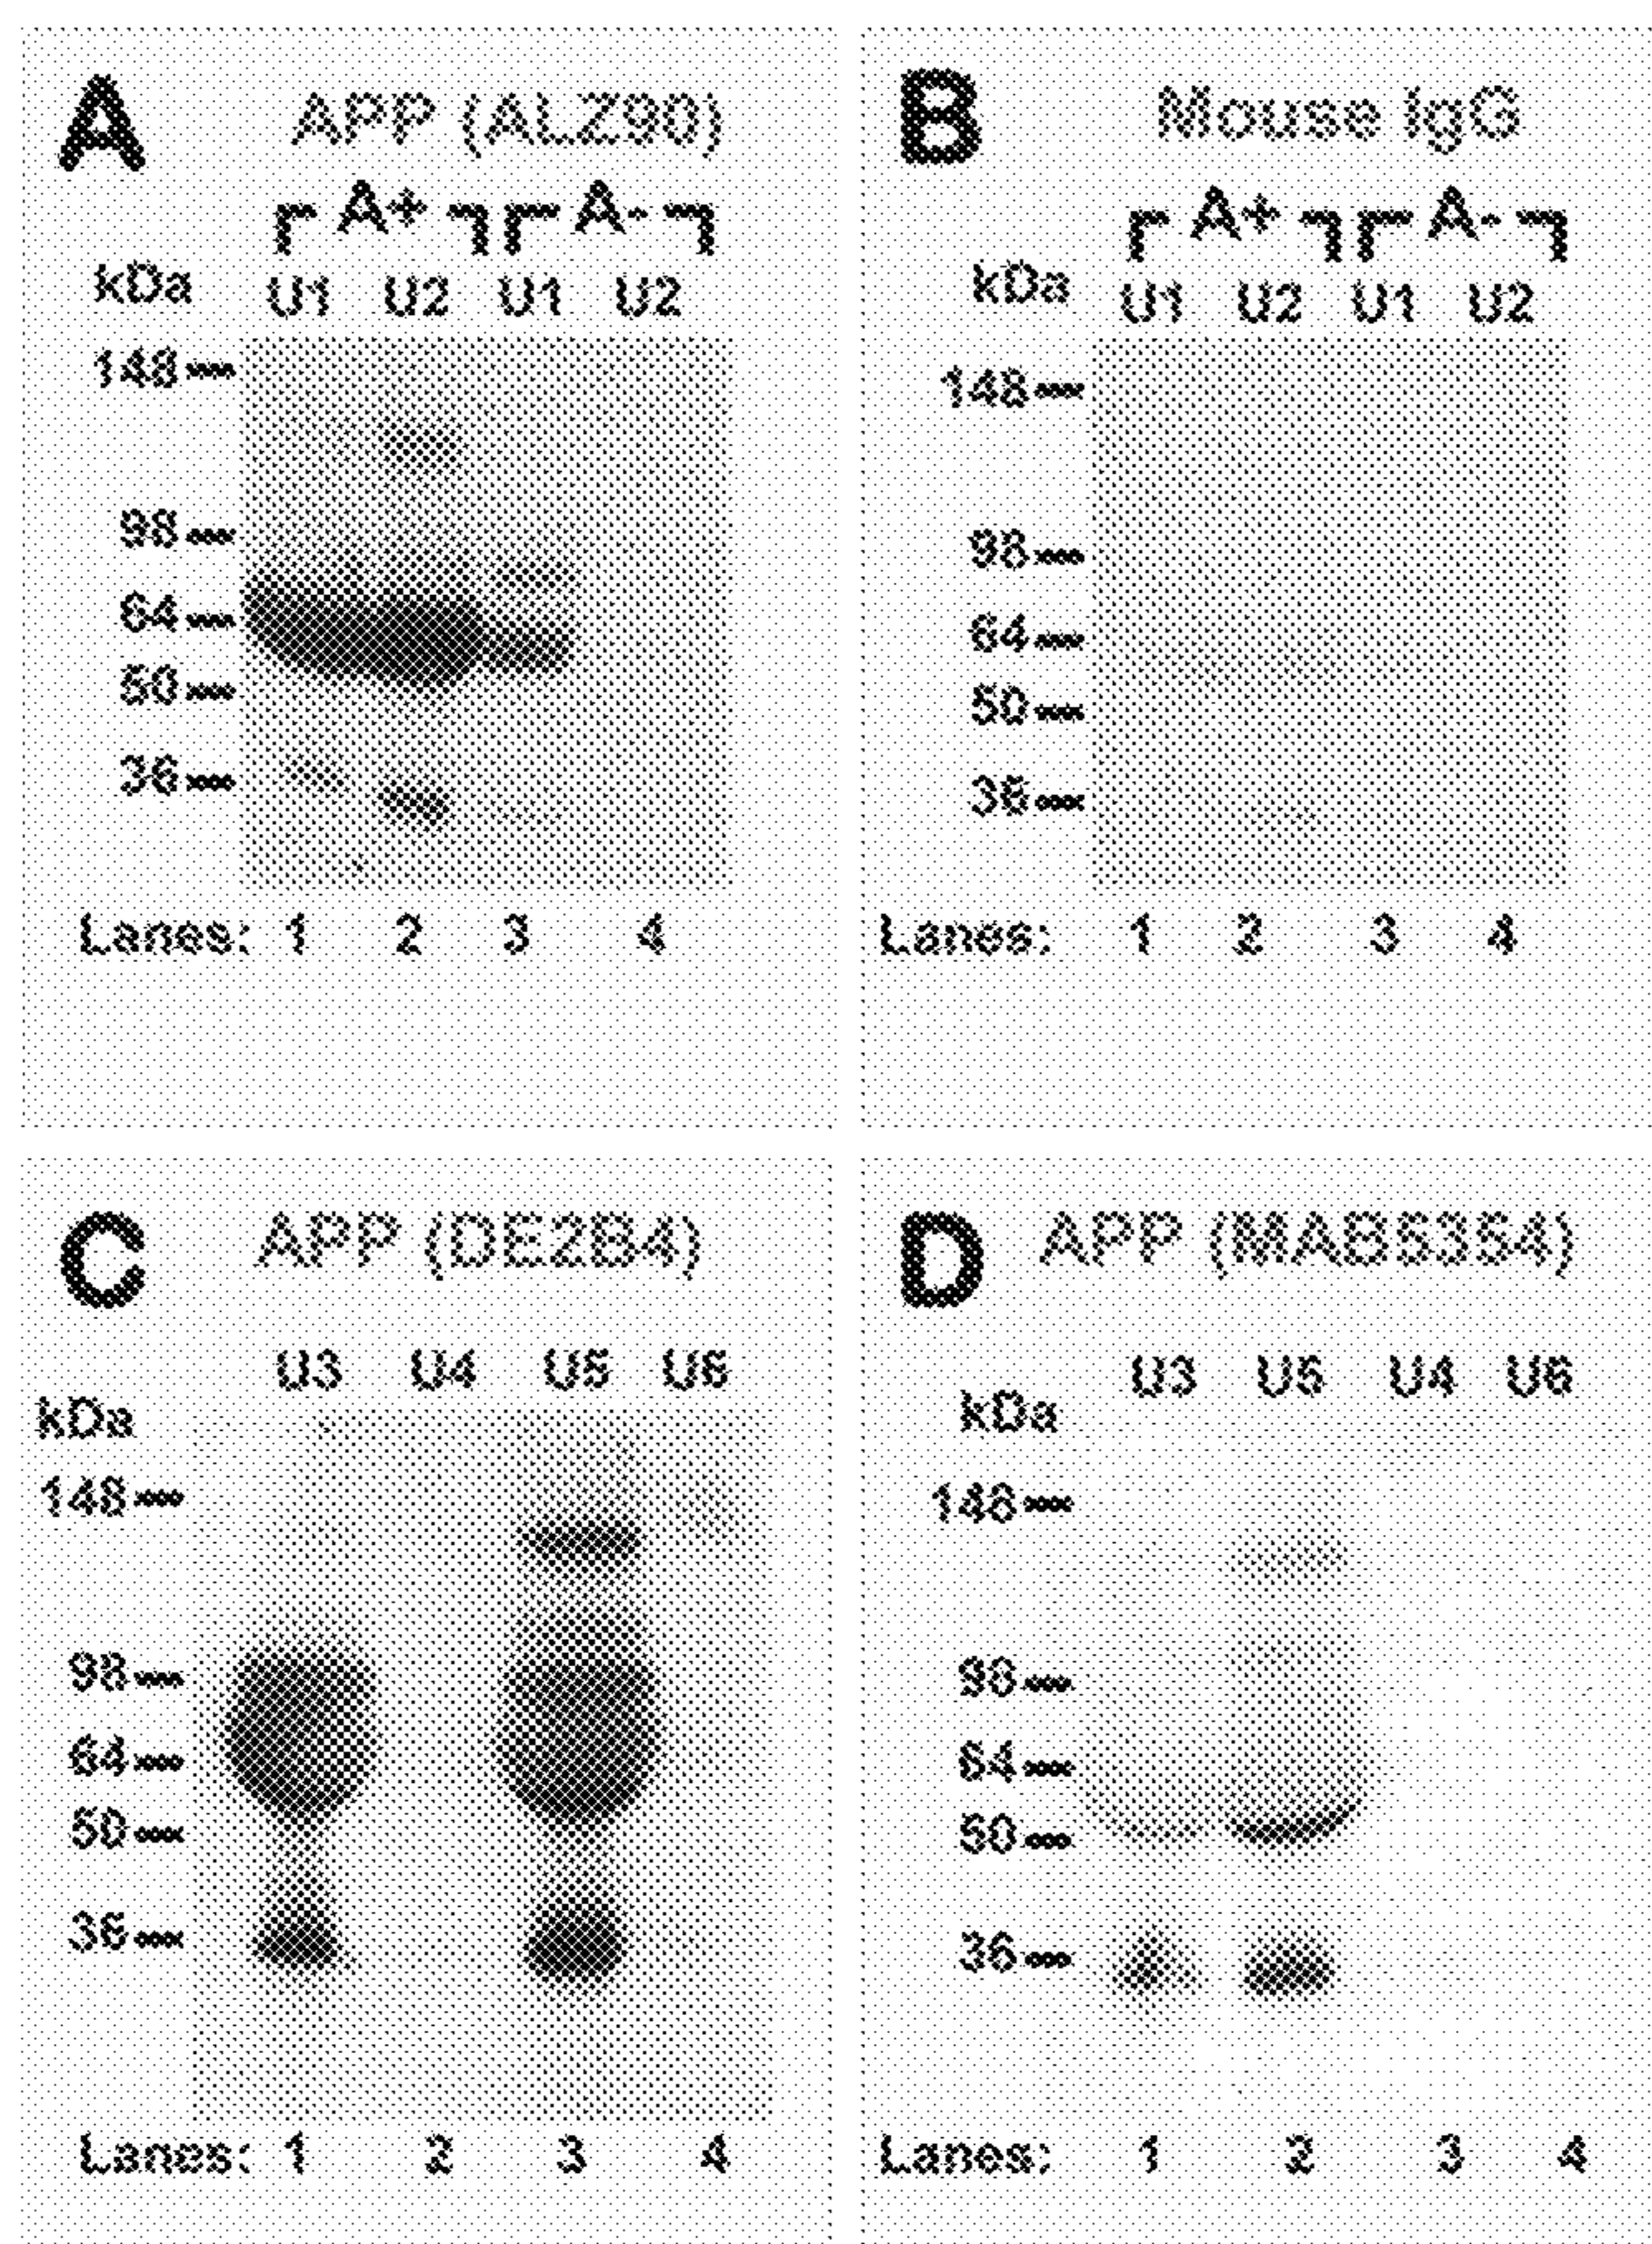 A APP (ALZ90)
A+ A-
kDa U1 U2 U1 U2
148
98
64
50
36
Lanes: 1 2 3 4
B Mouse IgG
A+ A-
kDa U1 U2 U1 U2
148
98
64
50
36
Lanes: 1 2 3 4
C APP (DE2B4)
U3 U4 U5 U6
kDa
148
98
64
50
36
Lanes: 1 2 3 4
D APP (MAB5354)
U3 U5 U4 U6
kDa
148
98
64
50
36
Lanes: 1 2 3 4